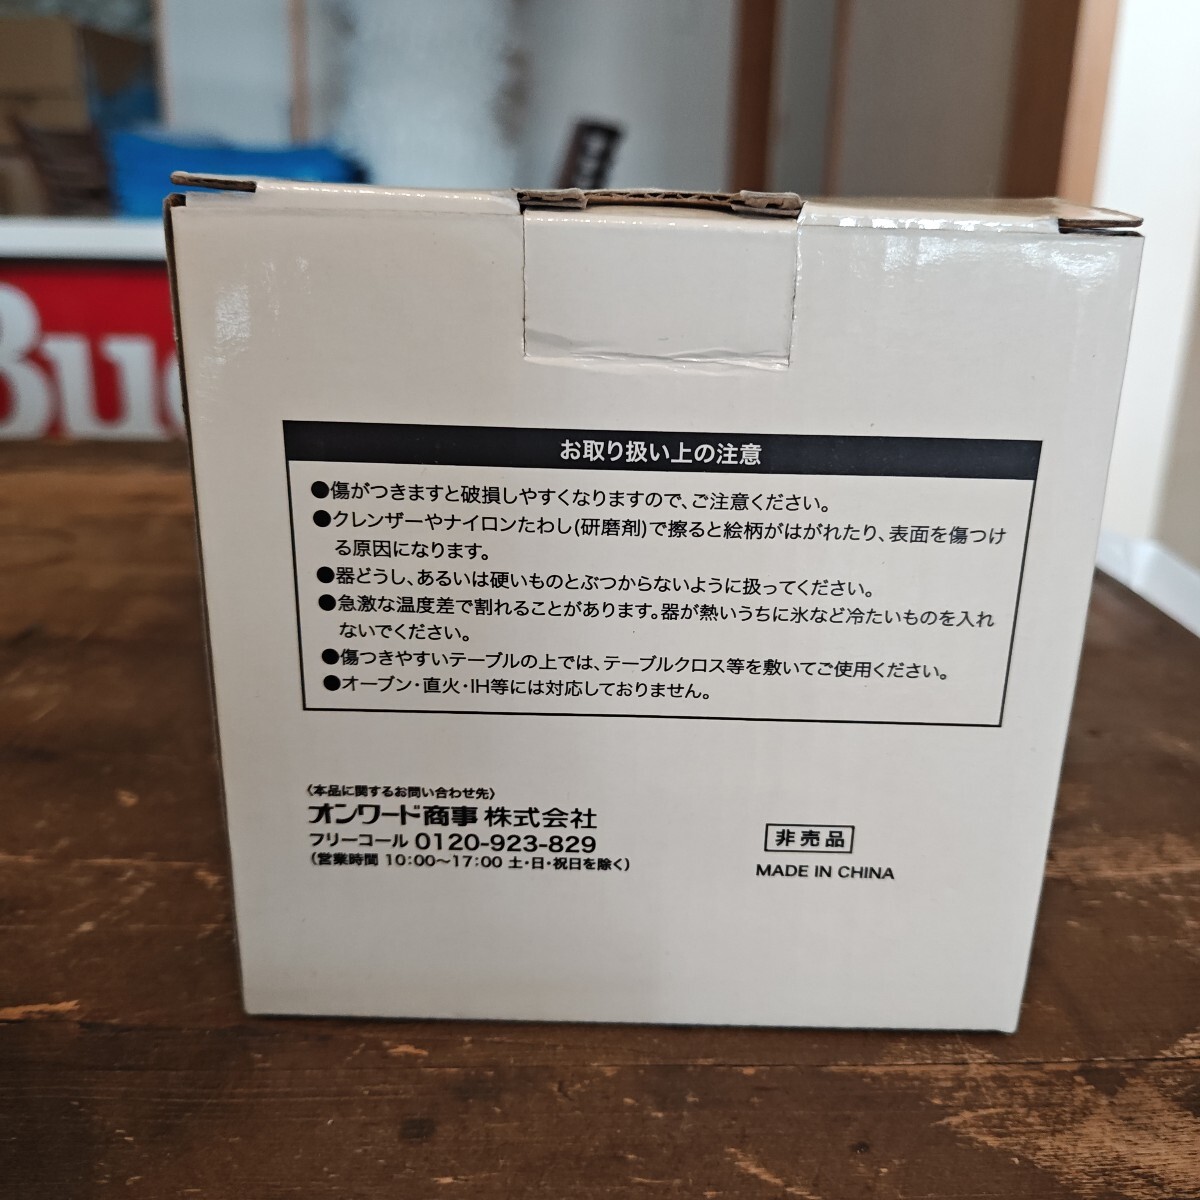 Bud
お取り扱い上の注意
●傷がつきますと破損しやすくなりますので、ご注意ください。
●クレンザーやナイロンたわし(研磨剤)で擦ると絵柄がはがれたり、表面を傷つけ
る原因になります。
●器どうし、あるいは硬いものとぶつからないように扱ってください。
●急激な温度差で割れることがあります。器が熱いうちに氷など冷たいものを入れ
ないでください。
●傷つきやすいテーブルの上では、テーブルクロス等を敷いてご使用ください。
●オーブン・直火・IH等には対応しておりません。
〈本品に関するお問い合わせ先〉
オンワード商事 株式会社
フリーコール 0120-923-829
(営業時間 10:00〜17:00 土・日・祝日を除く)
非売品
MADE IN CHINA